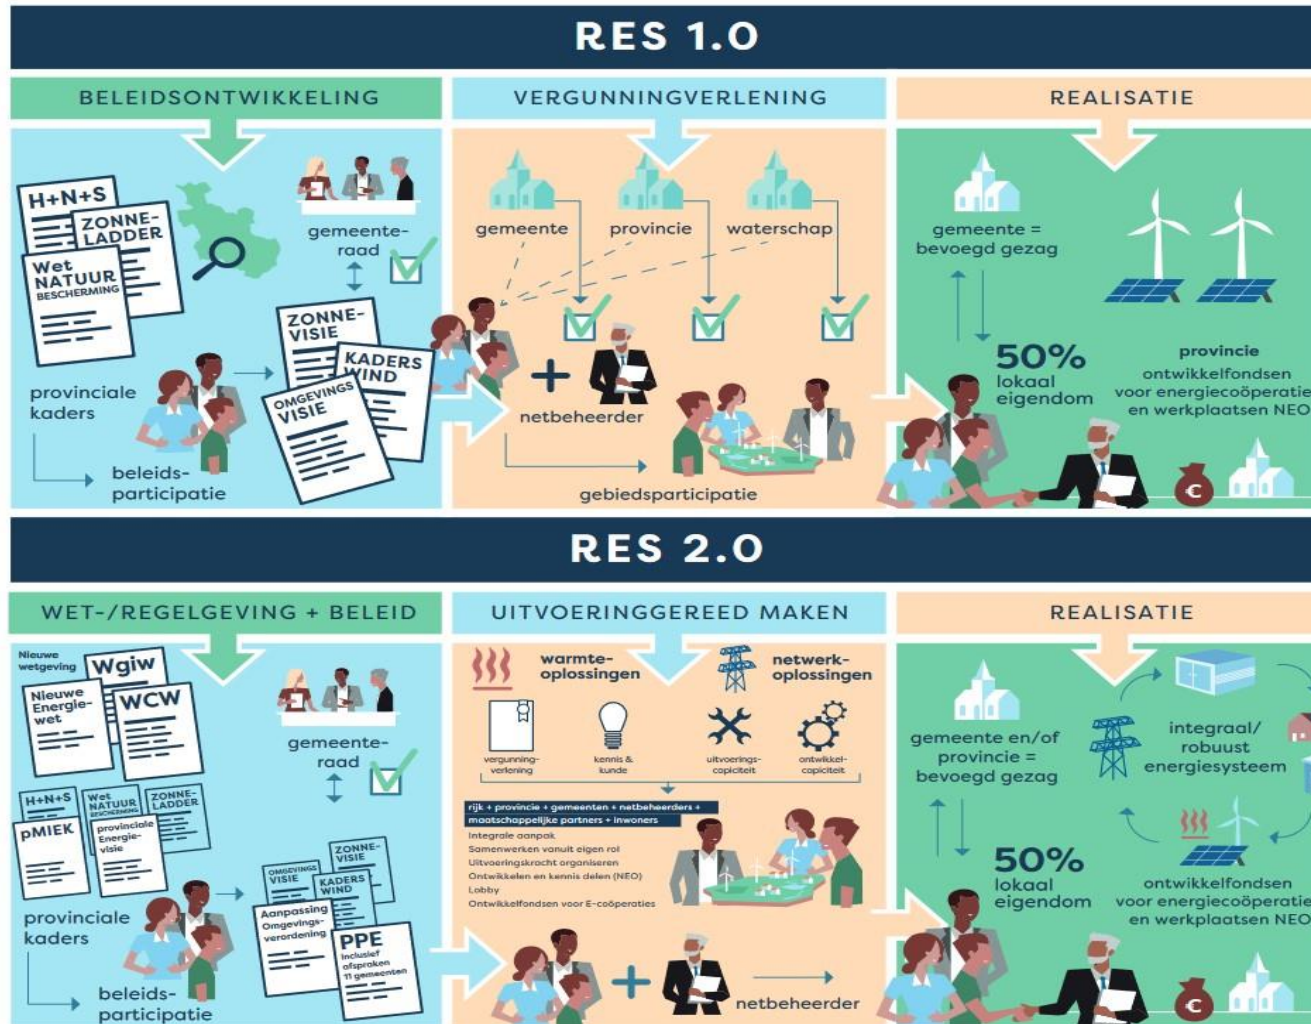 RES 1.0
BELEIDSONTWIKKELING
H+N+S
ZONNE-
LADDER
Wet
NATUUR
BESCHERMING
gemeente-
raad
ZONNE-
VISIE
KADERS
WIND
OMGEVINGS
VISIE
provinciale
kaders
beleids-
participatie
VERGUNNINGVERLENING
gemeente
provincie
waterschap
+
netbeheerder
gebiedsparticipatie
REALISATIE
gemeente =
bevoegd gezag
50%
lokaal
eigendom
provincie
ontwikkelfondsen
voor energiecoöperatie
en werkplaatsen NEO
€
RES 2.0
WET-/REGELGEVING + BELEID
Nieuwe
wetgeving
Wgiw
Nieuwe
Energie-
wet
WCW
gemeente-
raad
H+N+S
Wet
NATUUR
BESCHERMING
ZONNE-
LADDER
pMIEK
provinciale
Energie-
visie
provinciale
kaders
beleids-
participatie
OMGEVINGS
VISIE
ZONNE-
VISIE
KADERS
WIND
Aanpassing
Omgevings-
verordening
PPE
Inclusief
afspraken
11 gemeenten
UITVOERINGGEREED MAKEN
warmte-
oplossingen
netwerk-
oplossingen
vergunning-
verlening
kennis &
kunde
uitvoerings-
capiciteit
ontwikkel-
capiciteit
rijk + provincie + gemeenten + netbeheerders +
maatschappelijke partners + inwoners
Integrale aanpak
Samenwerken vanuit eigen rol
Uitvoeringskracht organiseren
Ontwikkelen en kennis delen (NEO)
Lobby
Ontwikkelfondsen voor E-coöperaties
+
netbeheerder
REALISATIE
gemeente en/of
provincie =
bevoegd gezag
integraal/
robuust
energiesysteem
50%
lokaal
eigendom
ontwikkelfondsen
voor energiecoöperatie
en werkplaatsen NEO
€